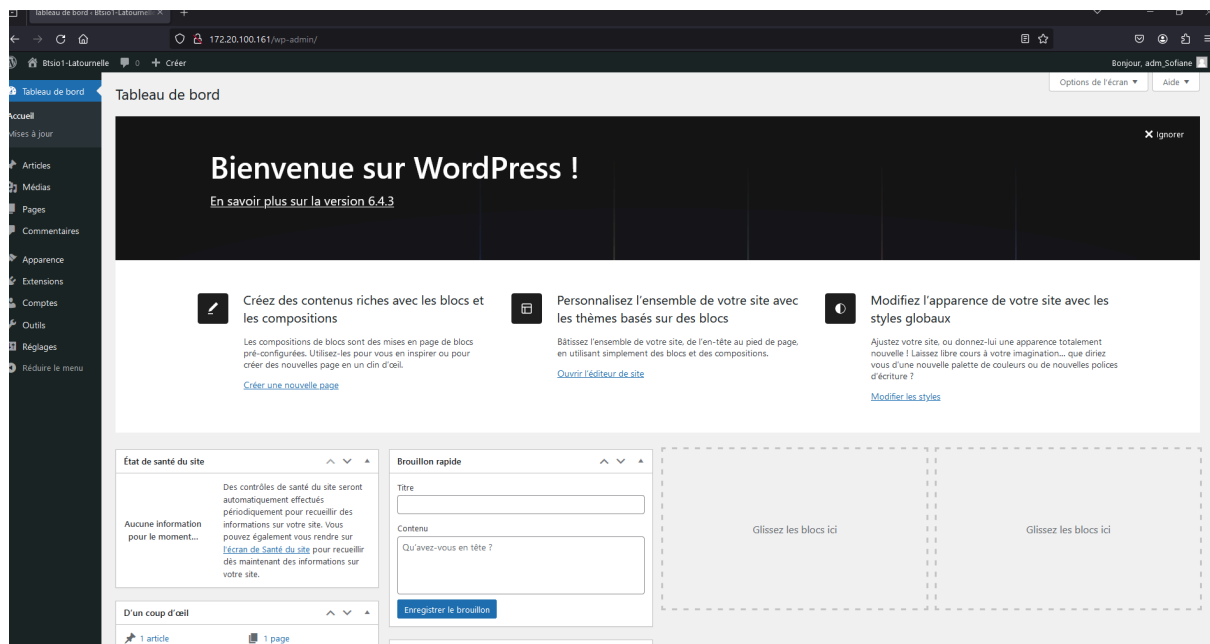 Tableau de bord ‹ Btsio1-Latournell
172.20.100.161/wp-admin/
Btsio1-Latournelle 0 + Créer
Bonjour, adm_Sofiane
Tableau de bord
Accueil
Mises à jour
Articles
Médias
Pages
Commentaires
Apparence
Extensions
Comptes
Outils
Réglages
Réduire le menu
Options de l'écran ▼
Aide ▼
Tableau de bord
Ignorer
Bienvenue sur WordPress !
En savoir plus sur la version 6.4.3
Créez des contenus riches avec les blocs et
les compositions
Les compositions de blocs sont des mises en page de blocs
pré-configurées. Utilisez-les pour vous en inspirer ou pour
créer des nouvelles page en un clin d'œil.
Créer une nouvelle page
Personnalisez l'ensemble de votre site avec
les thèmes basés sur des blocs
Bâtissez l'ensemble de votre site, de l'en-tête au pied de page,
en utilisant simplement des blocs et des compositions.
Ouvrir l'éditeur de site
Modifiez l'apparence de votre site avec les
styles globaux
Ajustez votre site, ou donnez-lui une apparence totalement
nouvelle ! Laissez libre cours à votre imagination... que diriez
vous d'une nouvelle palette de couleurs ou de nouvelles polices
d'écriture ?
Modifier les styles
État de santé du site
Aucune information
pour le moment...
Des contrôles de santé du site seront
automatiquement effectués
périodiquement pour recueillir des
informations sur votre site. Vous
pouvez également vous rendre sur
l'écran de Santé du site pour recueillir
dès maintenant des informations sur
votre site.
D'un coup d'œil
1 article
1 page
Brouillon rapide
Titre
Contenu
Qu'avez-vous en tête ?
Enregistrer le brouillon
Glissez les blocs ici
Glissez les blocs ici